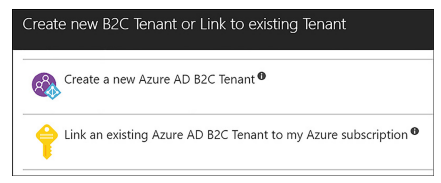 Create new B2C Tenant or Link to existing Tenant
Create a new Azure AD B2C Tenant
Link an existing Azure AD B2C Tenant to my Azure subscription